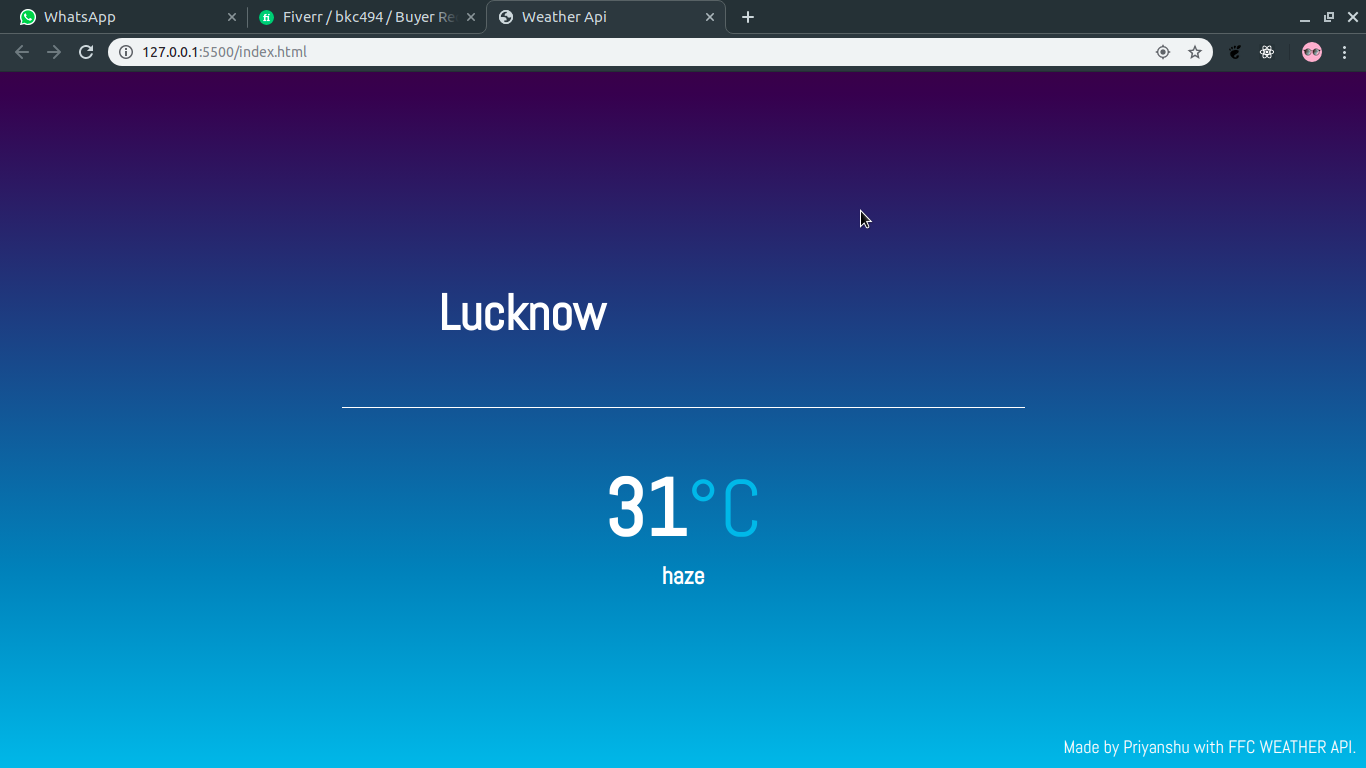 WhatsApp
Fiverr / bkc494 / Buyer Re
Weather Api
127.0.0.1:5500/index.html
Lucknow
31°C
haze
Made by Priyanshu with FFC WEATHER API.